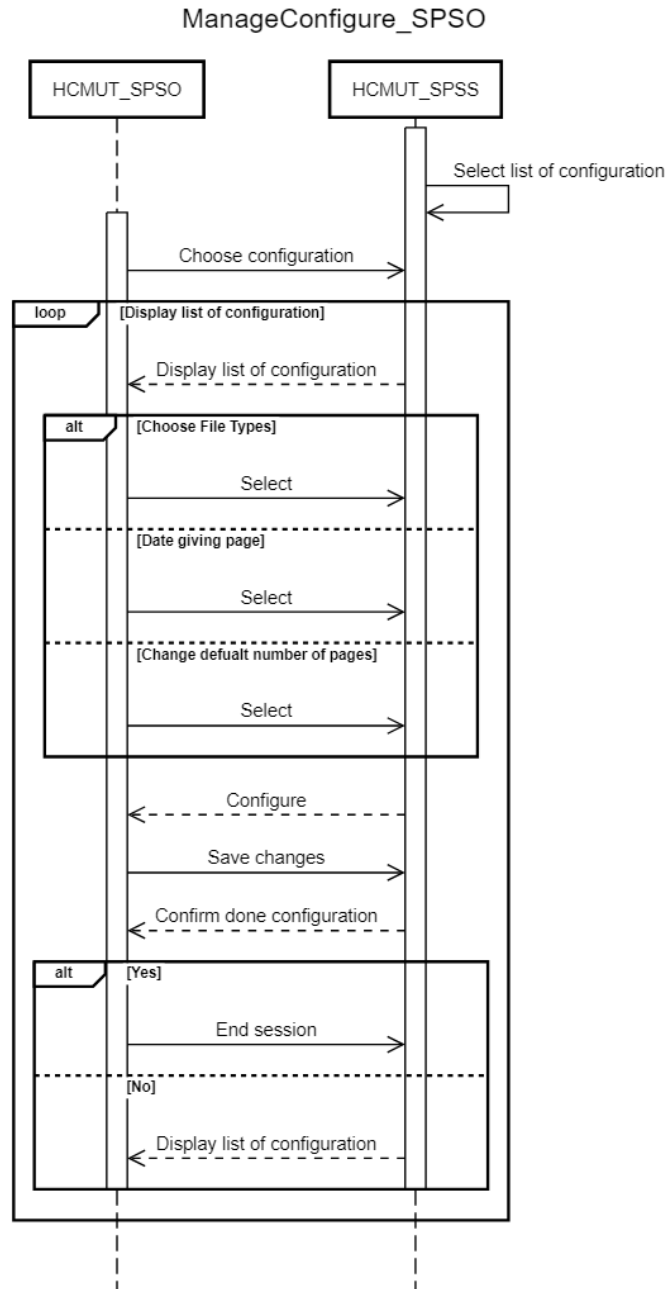 ManageConfigure_SPSO
HCMUT_SPSO
HCMUT_SPSS
Select list of configuration
Choose configuration
loop
[Display list of configuration]
Display list of configuration
alt
[Choose File Types]
Select
[Date giving page]
Select
[Change defualt number of pages]
Select
Configure
Save changes
Confirm done configuration
alt
[Yes]
End session
[No]
Display list of configuration